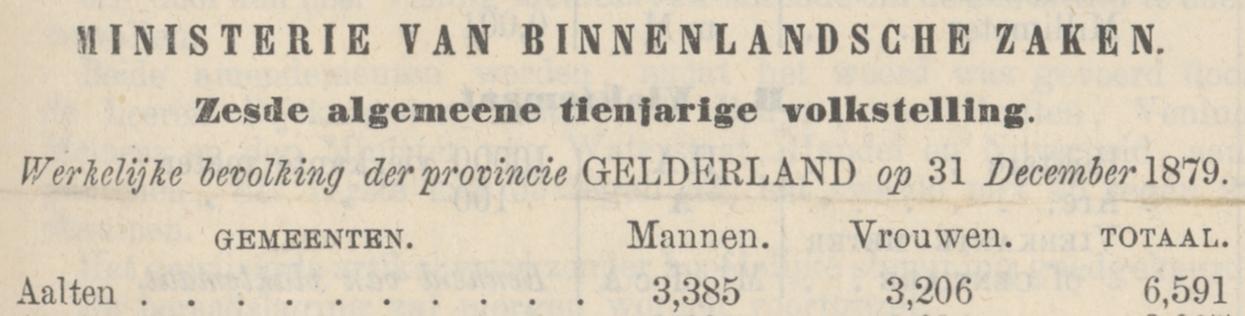 MINISTERIE VAN BINNENLANDSCHE ZAKEN.
Zesde algemeene tienjarige volkstelling.
Werkelijke bevolking der provincie GELDERLAND op 31 December 1879.
GEMEENTEN. Mannen. Vrouwen. TOTAAL.
Aalten . . . . . . . . . . . 3,385 3,206 6,591